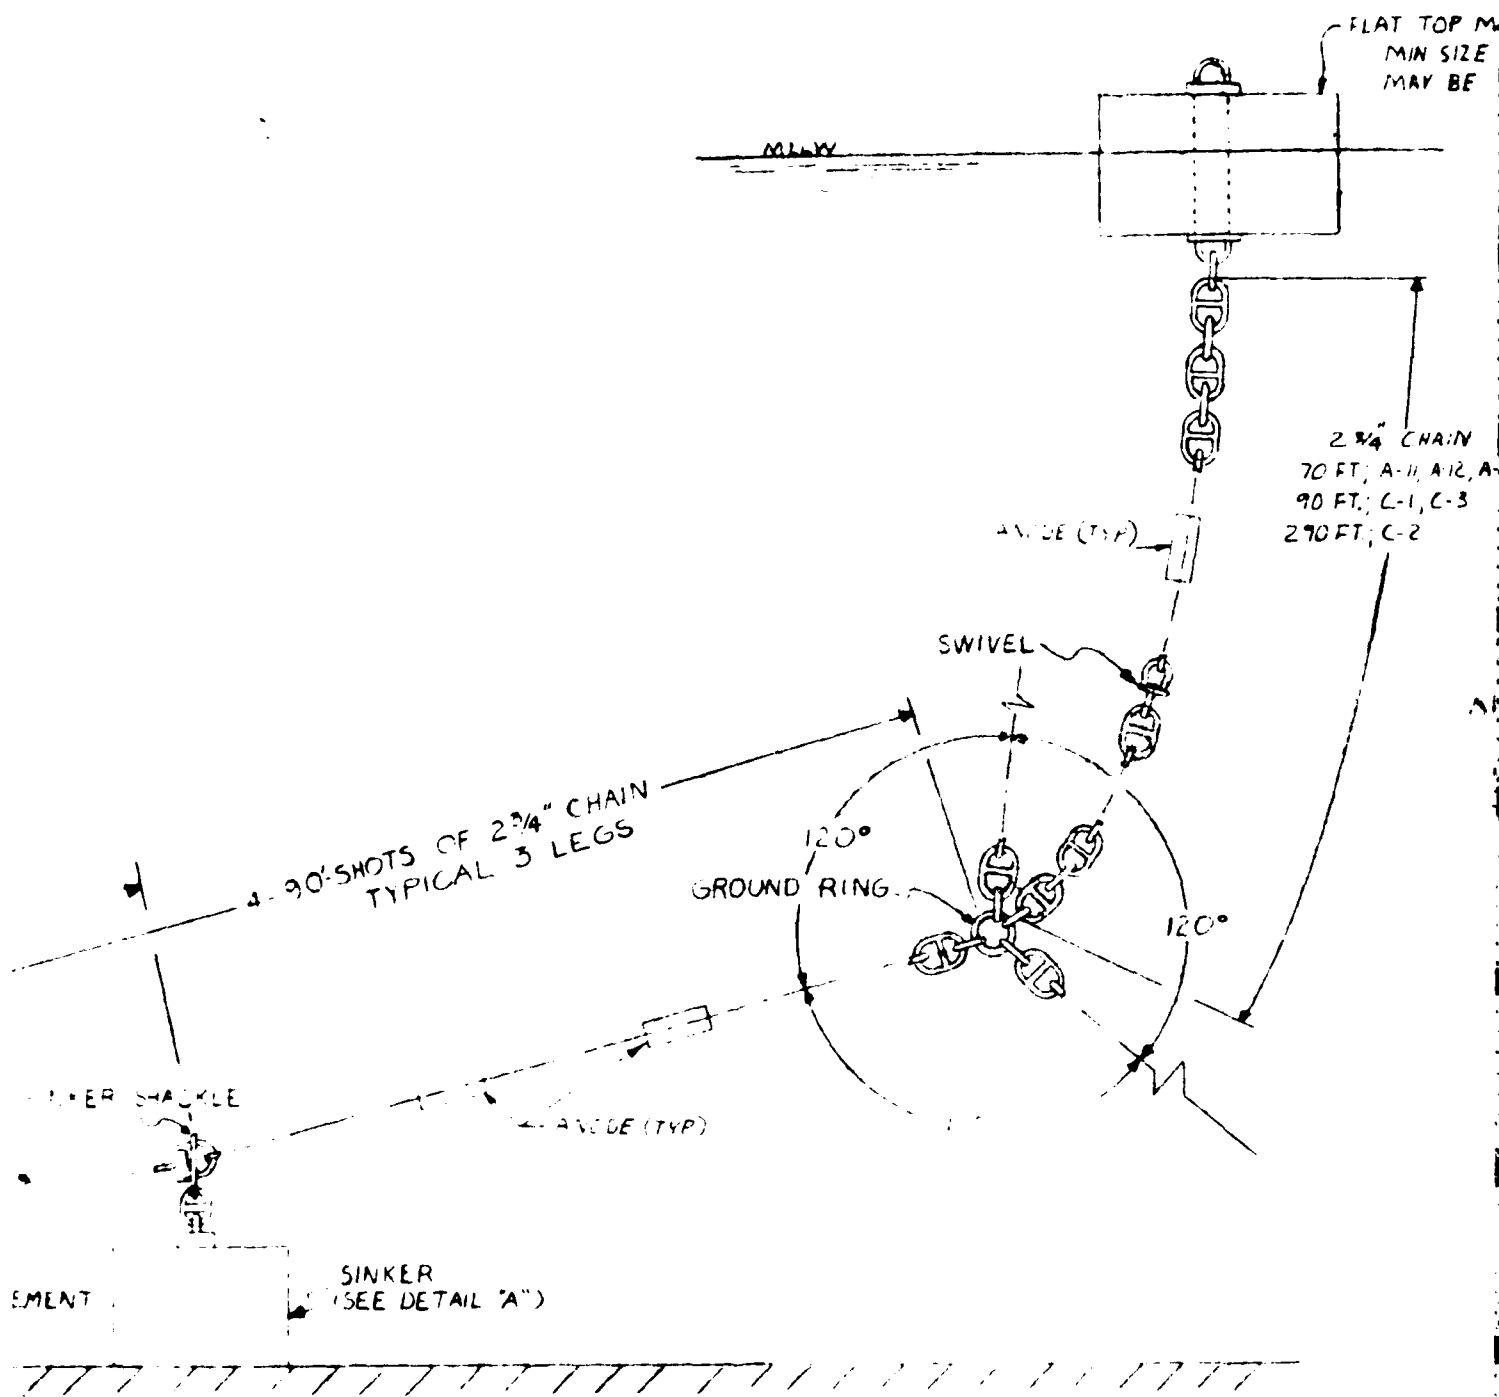 FLAT TOP
MIN SIZE
MAY BE
MLLW
2 3/4" CHAIN
70 FT; A-11, A-12, A-
90 FT.; C-1, C-3
290 FT.; C-2
ANODE (TYP)
SWIVEL
4-90'-SHOTS OF 2 3/4" CHAIN
TYPICAL 3 LEGS
120°
GROUND RING
120°
SHACKLE
ANODE (TYP)
SINKER
(SEE DETAIL "A")
EMENT